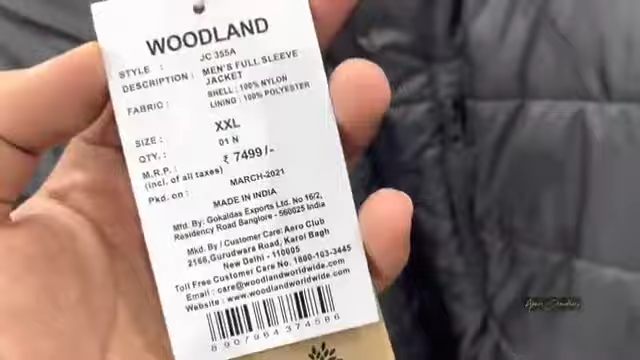 WOODLAND
STYLE : JC 355A
DESCRIPTION : MEN'S FULL SLEEVE
JACKET
FABRIC : SHELL : 100% NYLON
LINING : 100% POLYESTER
SIZE : XXL
QTY. : 01 N
M.R.P. : ₹ 7499/-
(incl. of all taxes)
Pkd. on : MARCH-2021
MADE IN INDIA
Mfd. By: Gokaldas Exports Ltd. No 16/2,
Residency Road Banglore - 560025 India
Mkd. By / Customer Care: Aero Club
2166, Gurudwara Road, Karol Bagh
New Delhi - 110005
Toll Free Customer Care No. 1800-103-3445
Email : care@woodlandworldwide.com
Website : www.woodlandworldwide.com
8 907964 374586